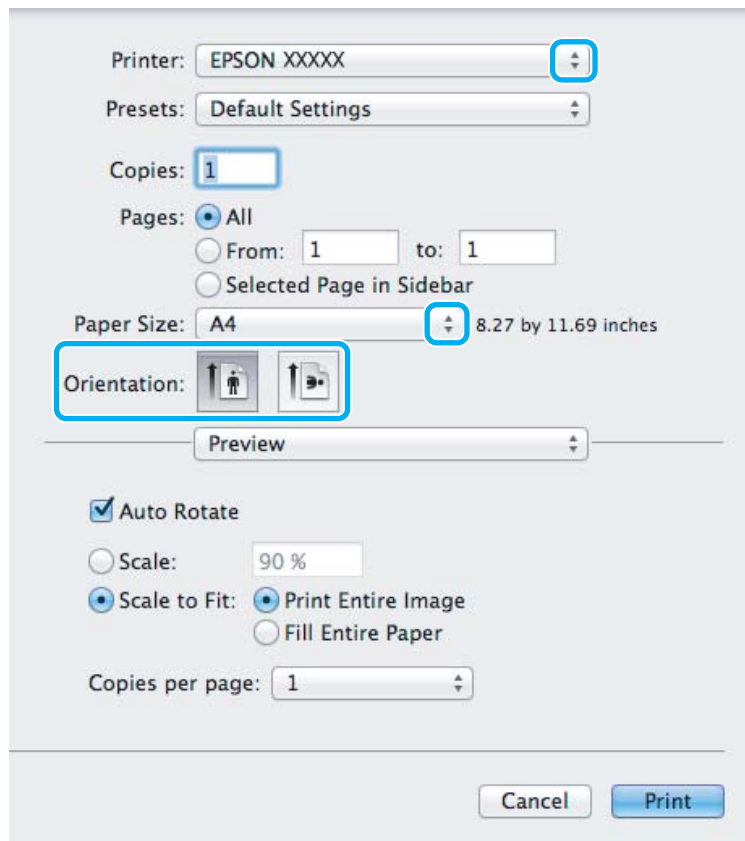 Printer: EPSON XXXXX
Presets: Default Settings
Copies: 1
Pages: All
From: 1 to: 1
Selected Page in Sidebar
Paper Size: A4 8.27 by 11.69 inches
Orientation:
Preview
Auto Rotate
Scale: 90 %
Scale to Fit: Print Entire Image
Fill Entire Paper
Copies per page: 1
Cancel Print